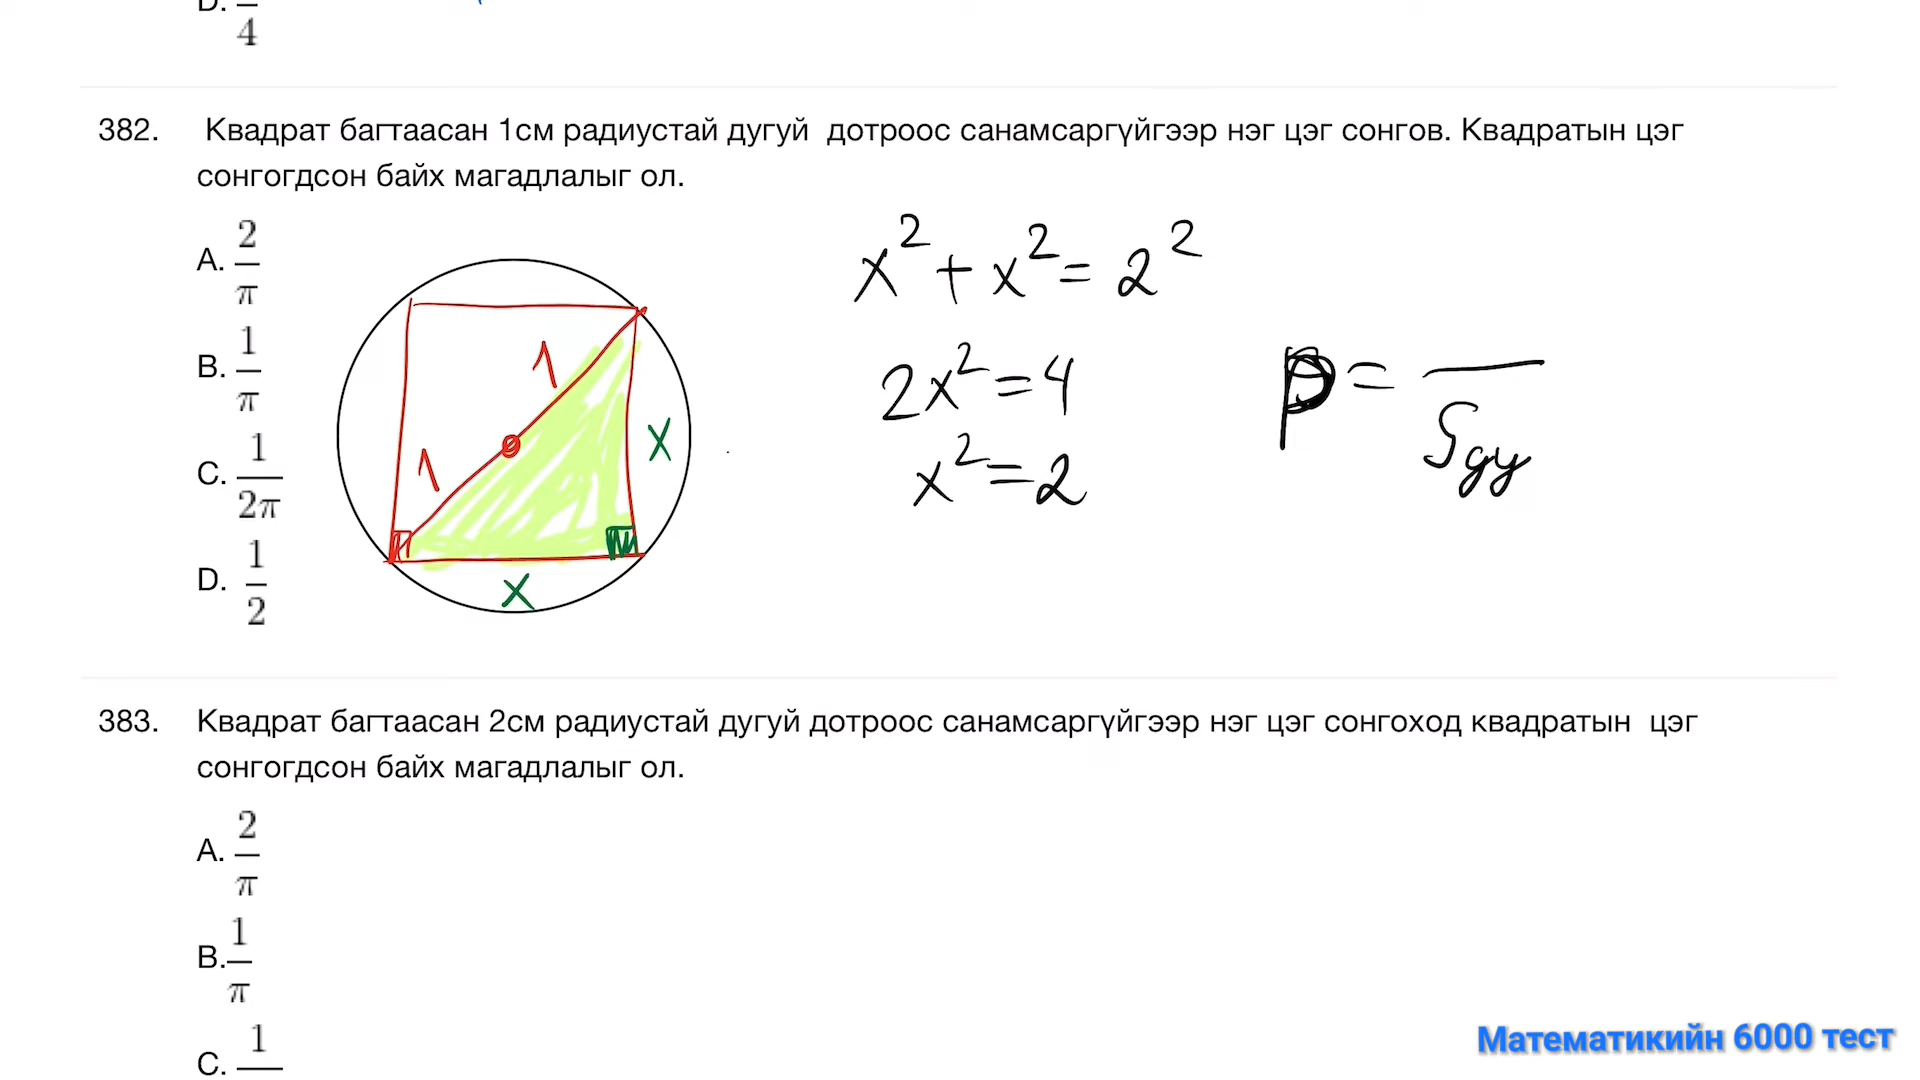 D.
4
382. Квадрат багтаасан 1см радиустай дугуй дотроос санамсаргүйгээр нэг цэг сонгов. Квадратын цэг
сонгогдсон байх магадлалыг ол.
A. 2/π
B. 1/π
C. 1/2π
D. 1/2
1
1
x
x
x² + x² = 2²
2x² = 4
x² = 2
p = —
Sду
383. Квадрат багтаасан 2см радиустай дугуй дотроос санамсаргүйгээр нэг цэг сонгоход квадратын цэг
сонгогдсон байх магадлалыг ол.
A. 2/π
B. 1/π
C. 1
Математикийн 6000 тест